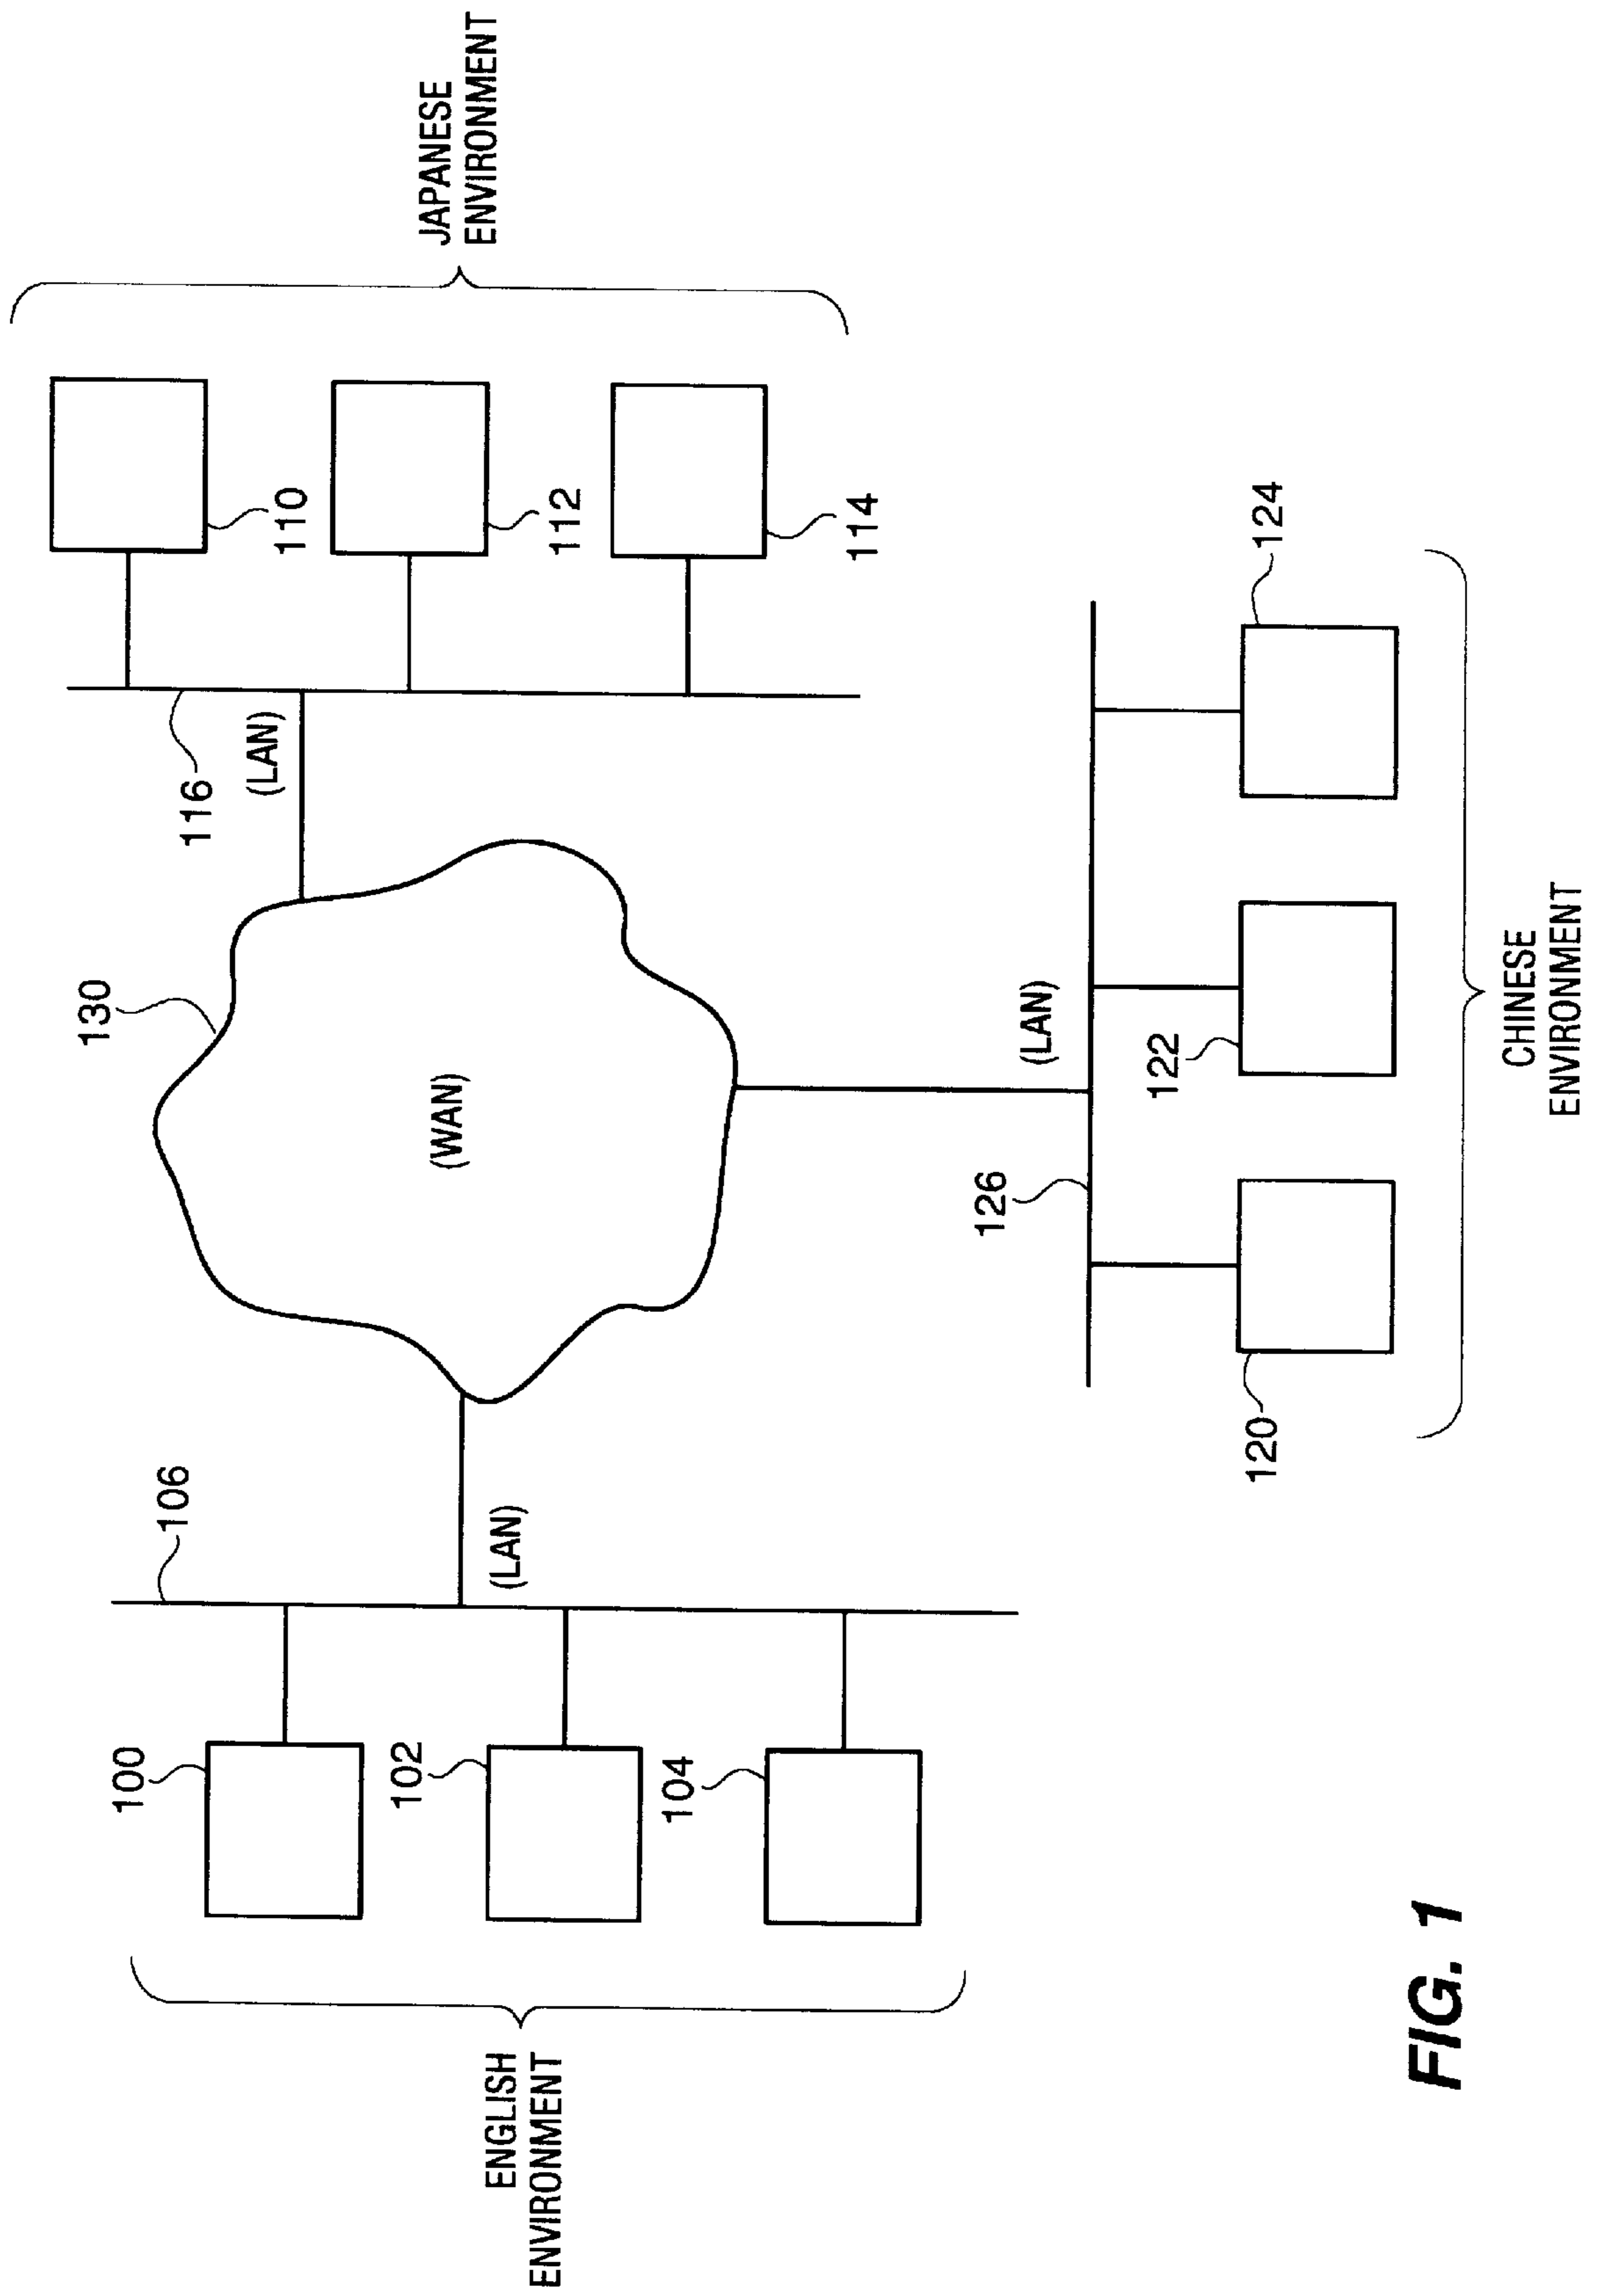 130
116
(LAN)
110
112
114
JAPANESE
ENVIRONMENT
(WAN)
100
102
104
106
(LAN)
ENGLISH
ENVIRONMENT
126
(LAN)
120
122
124
CHINESE
ENVIRONMENT
FIG. 1